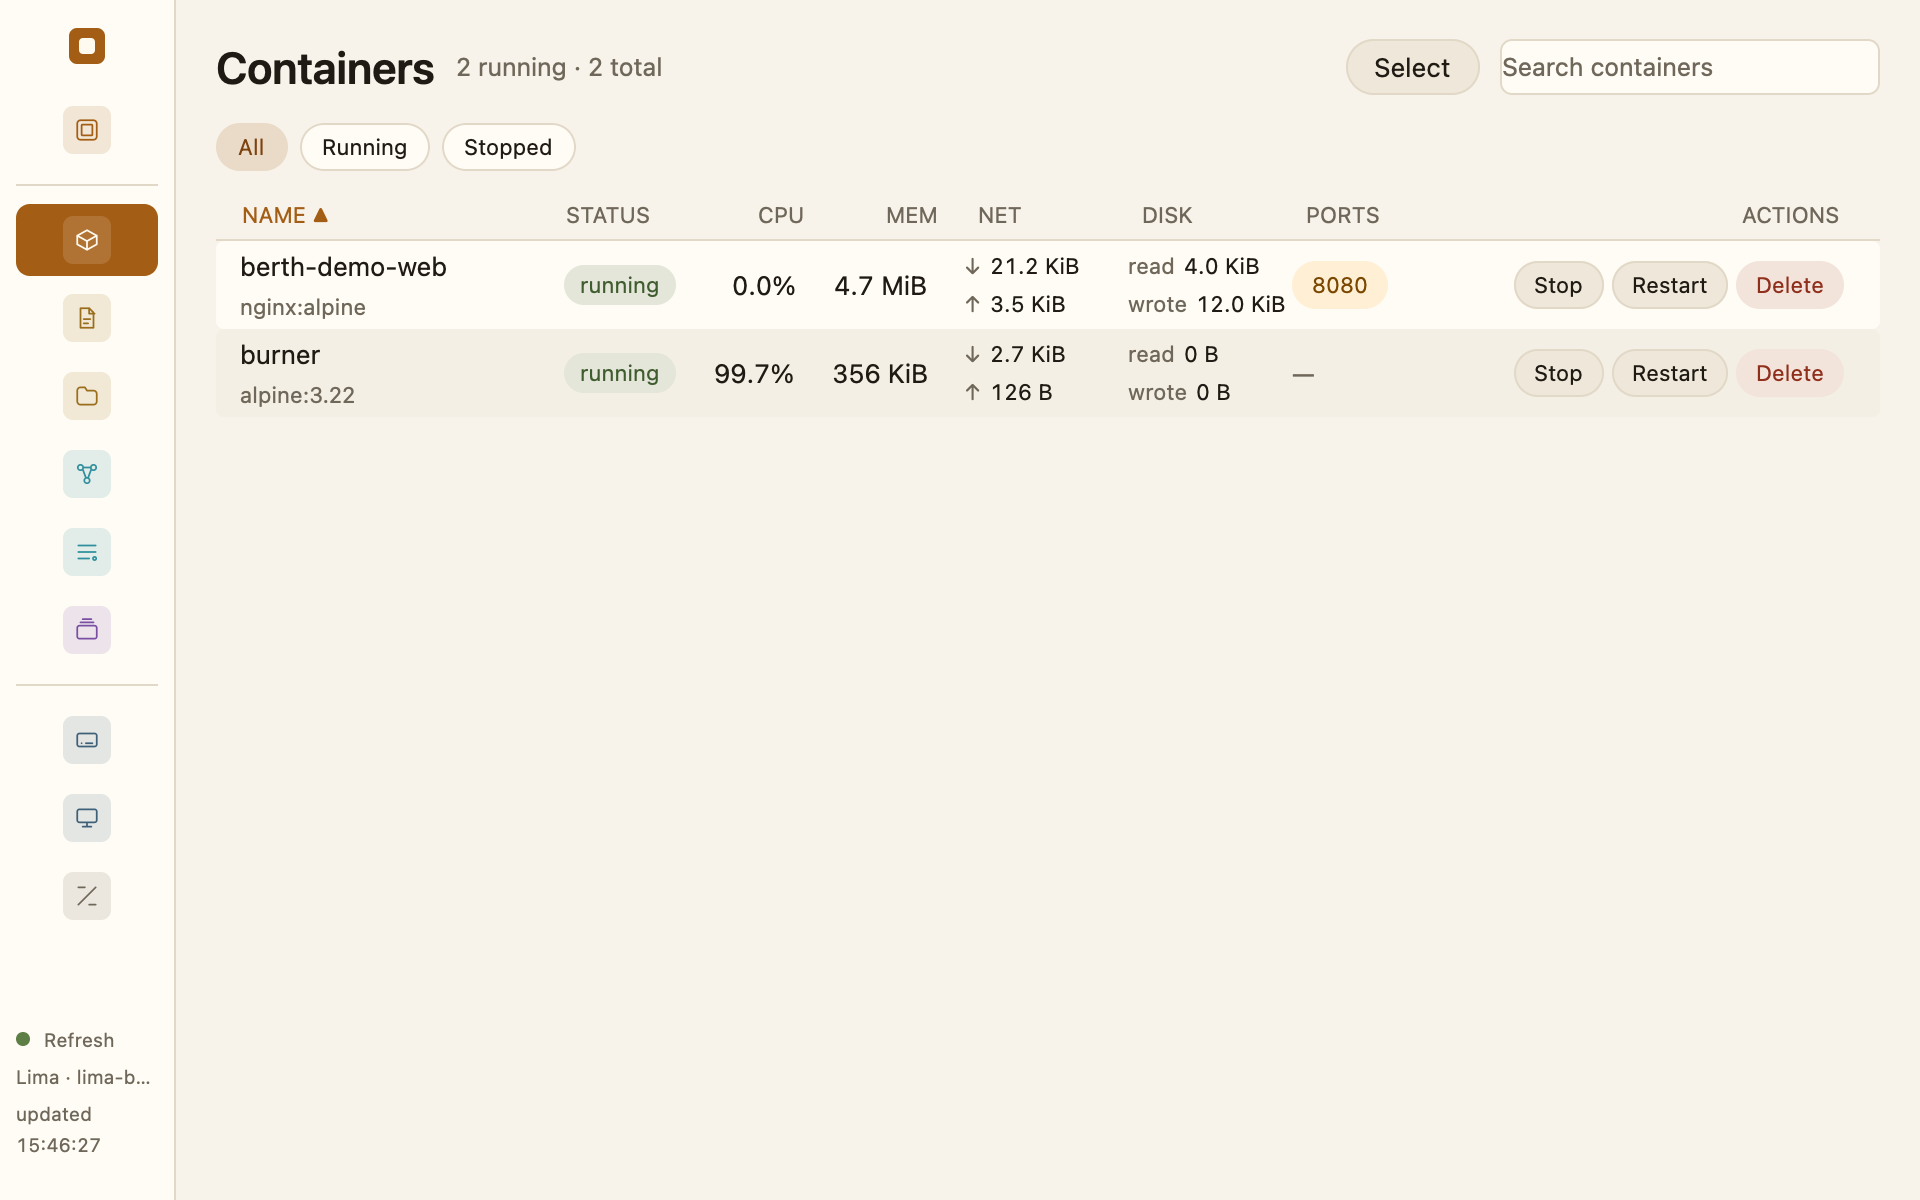 Containers 2 running · 2 total
Select
Search containers
All Running Stopped
NAME ▲ STATUS CPU MEM NET DISK PORTS ACTIONS
berth-demo-web
nginx:alpine
running
0.0%
4.7 MiB
↓ 21.2 KiB
↑ 3.5 KiB
read 4.0 KiB
wrote 12.0 KiB
8080
Stop Restart Delete
burner
alpine:3.22
running
99.7%
356 KiB
↓ 2.7 KiB
↑ 126 B
read 0 B
wrote 0 B
—
Stop Restart Delete
Refresh
Lima · lima-b...
updated
15:46:27